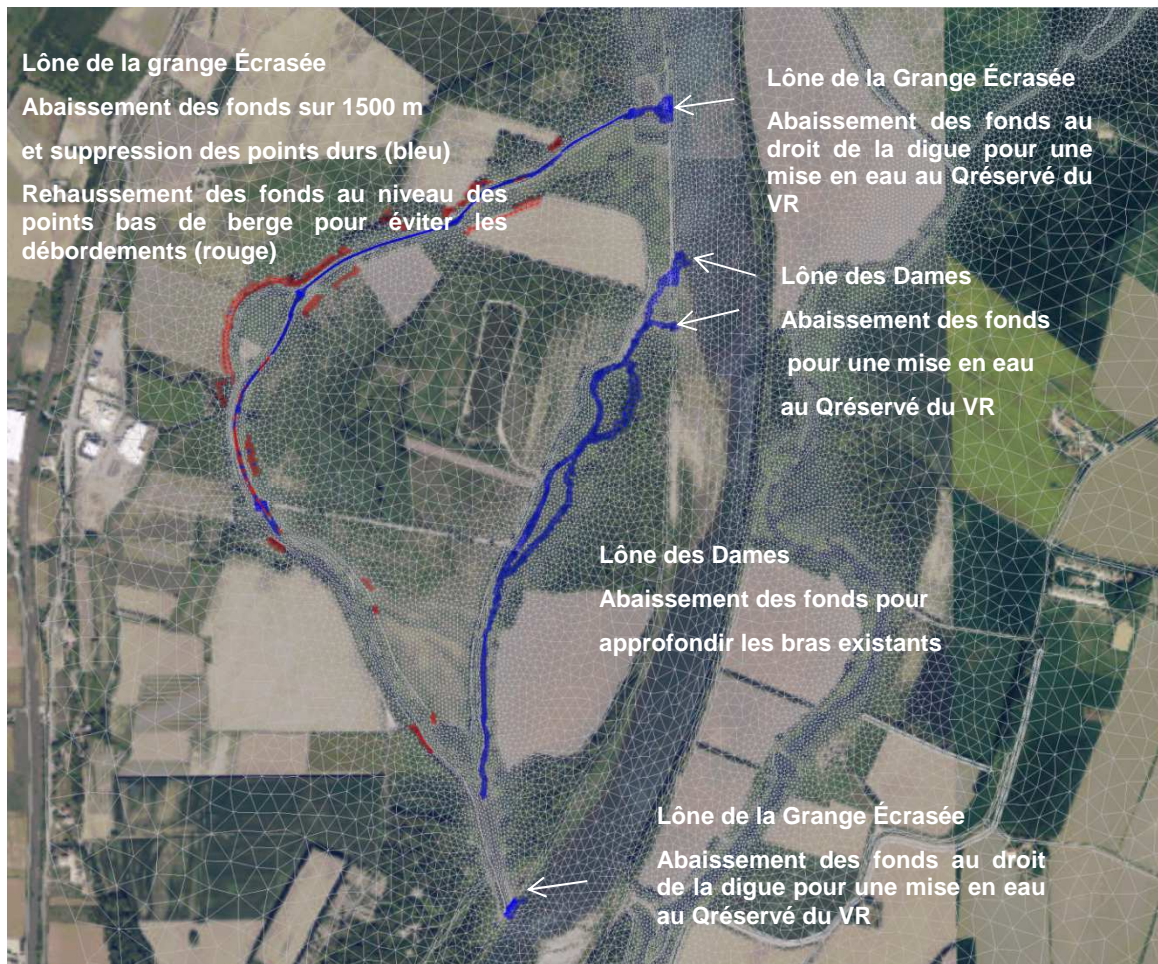 Lône de la grange Écrasée
Abaissement des fonds sur 1500 m
et suppression des points durs (bleu)
Rehaussement des fonds au niveau des
points bas de berge pour éviter les
débordements (rouge)
Lône de la Grange Écrasée
Abaissement des fonds au
droit de la digue pour une
mise en eau au Qréservé du
VR
Lône des Dames
Abaissement des fonds
pour une mise en eau
au Qréservé du VR
Lône des Dames
Abaissement des fonds pour
approfondir les bras existants
Lône de la Grange Écrasée
Abaissement des fonds au droit
de la digue pour une mise en eau
au Qréservé du VR